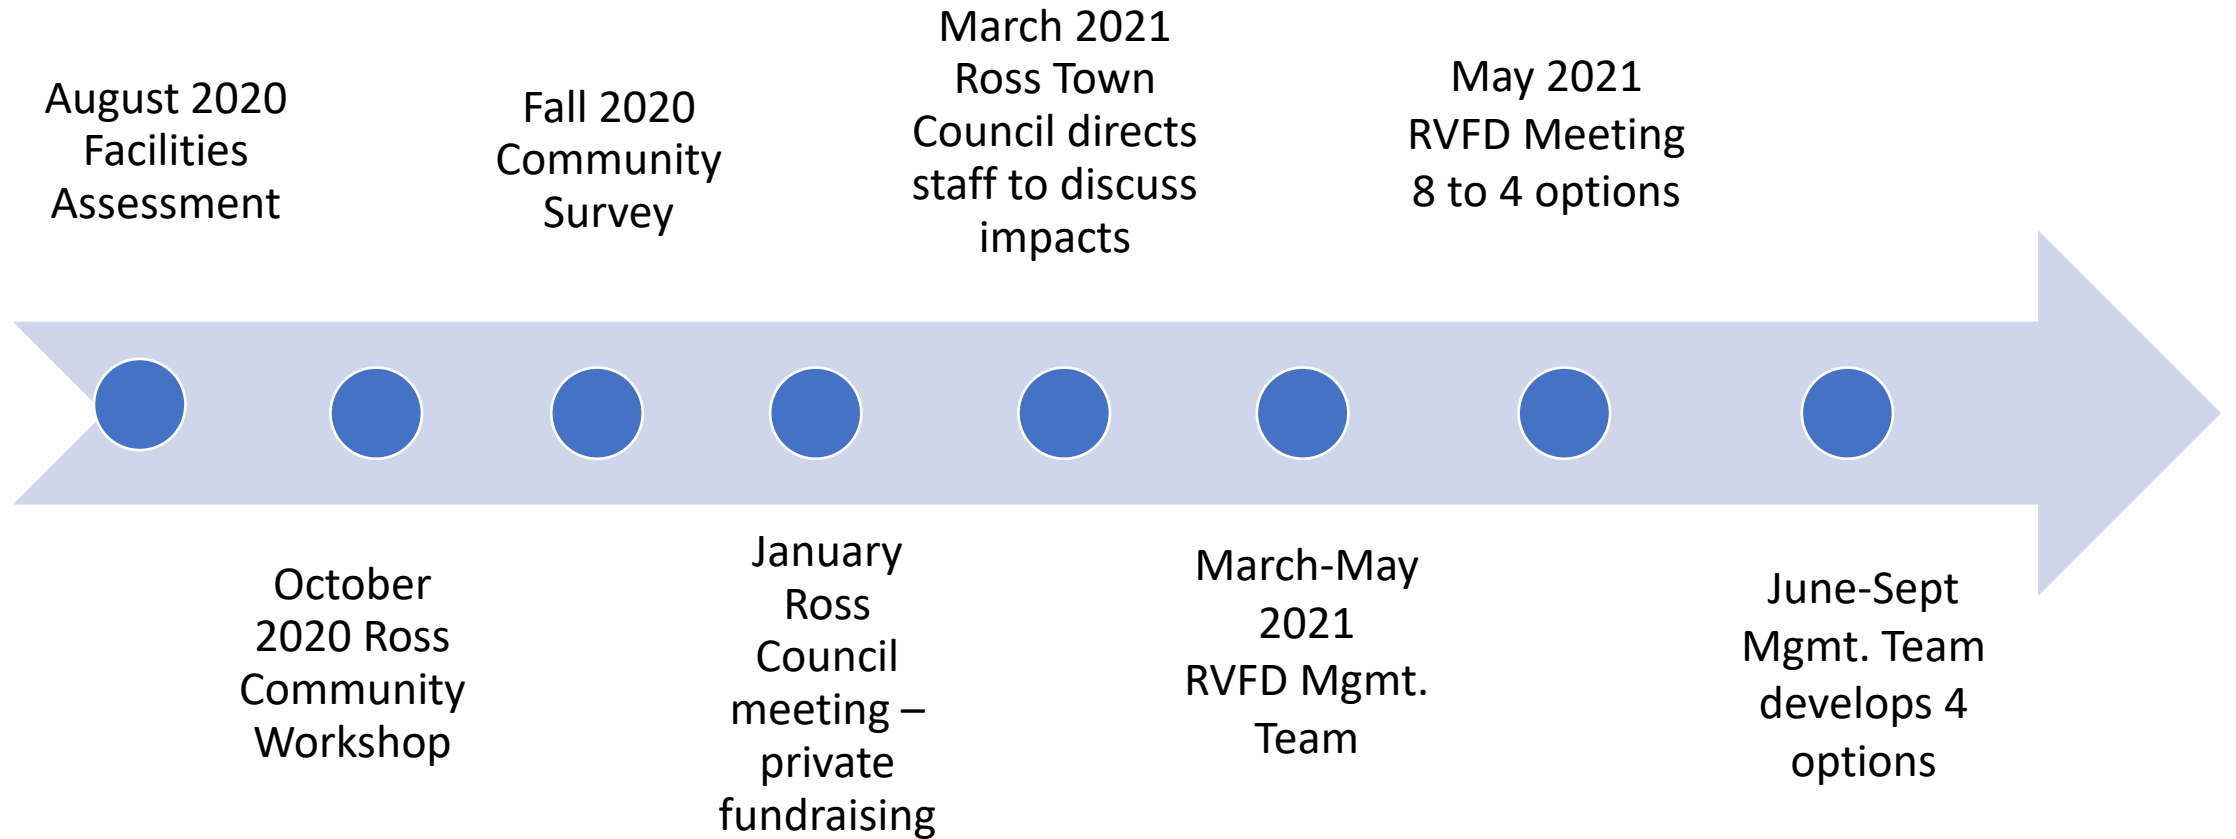 August 2020
Facilities
Assessment
October
2020 Ross
Community
Workshop
Fall 2020
Community
Survey
January
Ross
Council
meeting –
private
fundraising
March 2021
Ross Town
Council directs
staff to discuss
impacts
March-May
2021
RVFD Mgmt.
Team
May 2021
RVFD Meeting
8 to 4 options
June-Sept
Mgmt. Team
develops 4
options